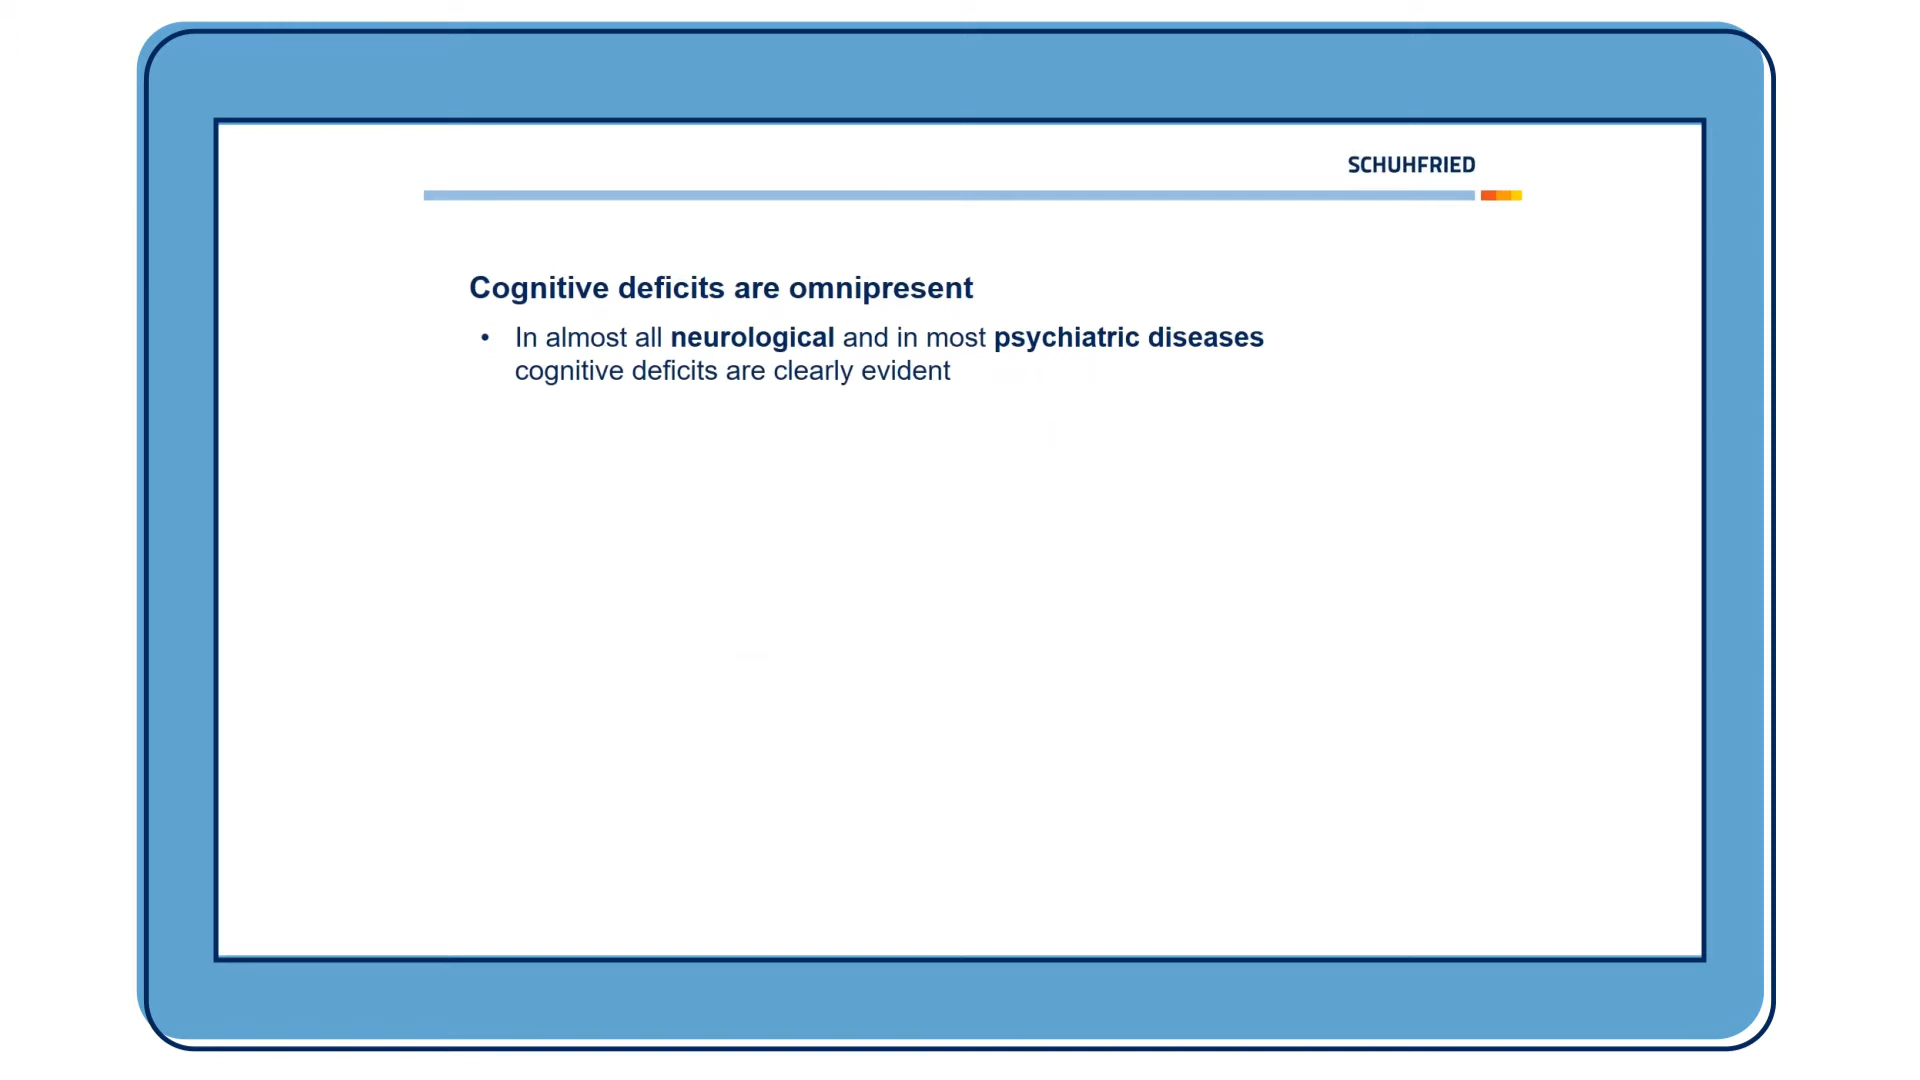 SCHUHFRIED
Cognitive deficits are omnipresent
• In almost all neurological and in most psychiatric diseases
cognitive deficits are clearly evident